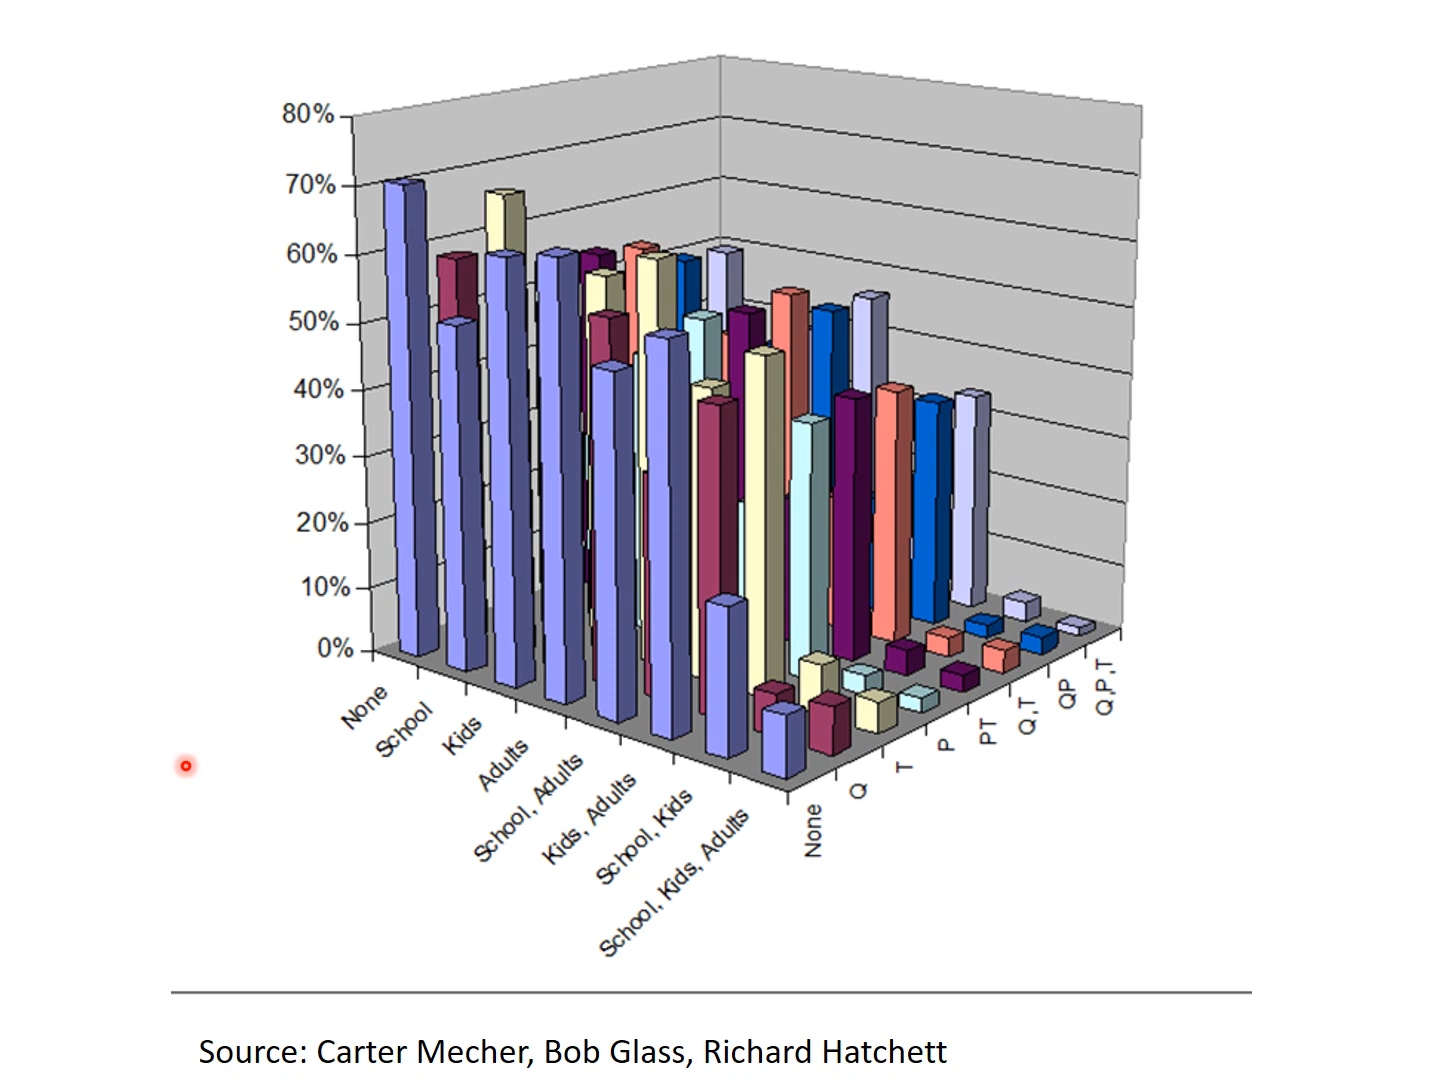 80%
70%
60%
50%
40%
30%
20%
10%
0%
None
School
Kids
Adults
School, Adults
Kids, Adults
School, Kids
School, Kids, Adults
None
Q
T
P
PT
Q,T
QP
Q,P,T
Source: Carter Mecher, Bob Glass, Richard Hatchett